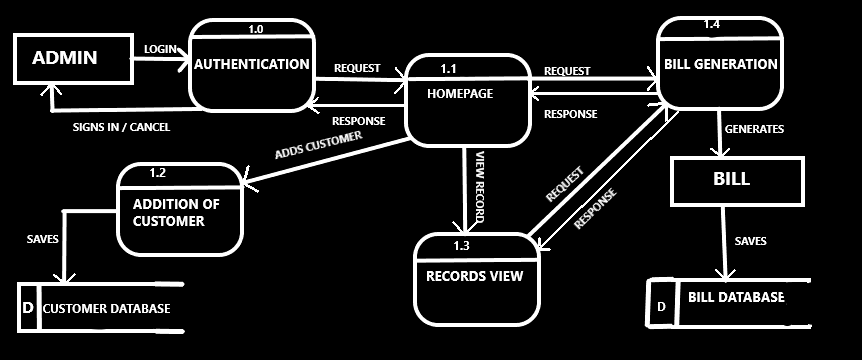 1.0
1.4
ADMIN
LOGIN
AUTHENTICATION
REQUEST
1.1
REQUEST
BILL GENERATION
HOMEPAGE
SIGNS IN / CANCEL
RESPONSE
RESPONSE
GENERATES
ADDS CUSTOMER
VIEW RECORD
1.2
REQUEST
BILL
ADDITION OF
CUSTOMER
RESPONSE
SAVES
1.3
SAVES
RECORDS VIEW
D
CUSTOMER DATABASE
D
BILL DATABASE